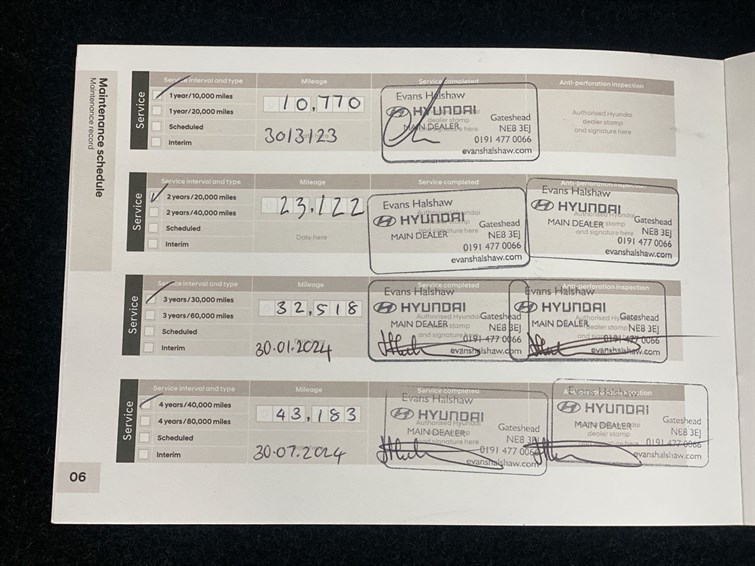 Maintenance schedule
Maintenance record
Service
Service interval and type
Mileage
Service completed
Anti-perforation inspection
1 year/10,000 miles
1 year/20,000 miles
Scheduled
Interim
10,770
30/3/23
Evans Halshaw
HYUNDAI
MAIN DEALER
Gateshead
NE8 3EJ
0191 477 0066
evanshalshaw.com
Authorised Hyundai
dealer stamp
and signature here
Service
Service interval and type
Mileage
Service completed
2 years/20,000 miles
2 years/40,000 miles
Scheduled
Interim
23,122
Date here
Evans Halshaw
HYUNDAI
MAIN DEALER
Gateshead
NE8 3EJ
0191 477 0066
evanshalshaw.com
Evans Halshaw
HYUNDAI
MAIN DEALER
Gateshead
NE8 3EJ
0191 477 0066
evanshalshaw.com
Service
Service interval and type
Mileage
Service completed
Anti-perforation inspection
3 years/30,000 miles
3 years/60,000 miles
Scheduled
Interim
32,518
30.01.2024
Evans Halshaw
HYUNDAI
MAIN DEALER
Gateshead
NE8 3EJ
0191 477 0066
evanshalshaw.com
Evans Halshaw
HYUNDAI
MAIN DEALER
Gateshead
NE8 3EJ
0191 477 0066
evanshalshaw.com
Service
Service interval and type
Mileage
Service completed
4 years/40,000 miles
4 years/80,000 miles
Scheduled
Interim
43,183
30.07.2024
Evans Halshaw
HYUNDAI
MAIN DEALER
Gateshead
NE8 3EJ
0191 477 0066
evanshalshaw.com
Evans Halshaw
HYUNDAI
MAIN DEALER
Gateshead
NE8 3EJ
0191 477 0066
evanshalshaw.com
06